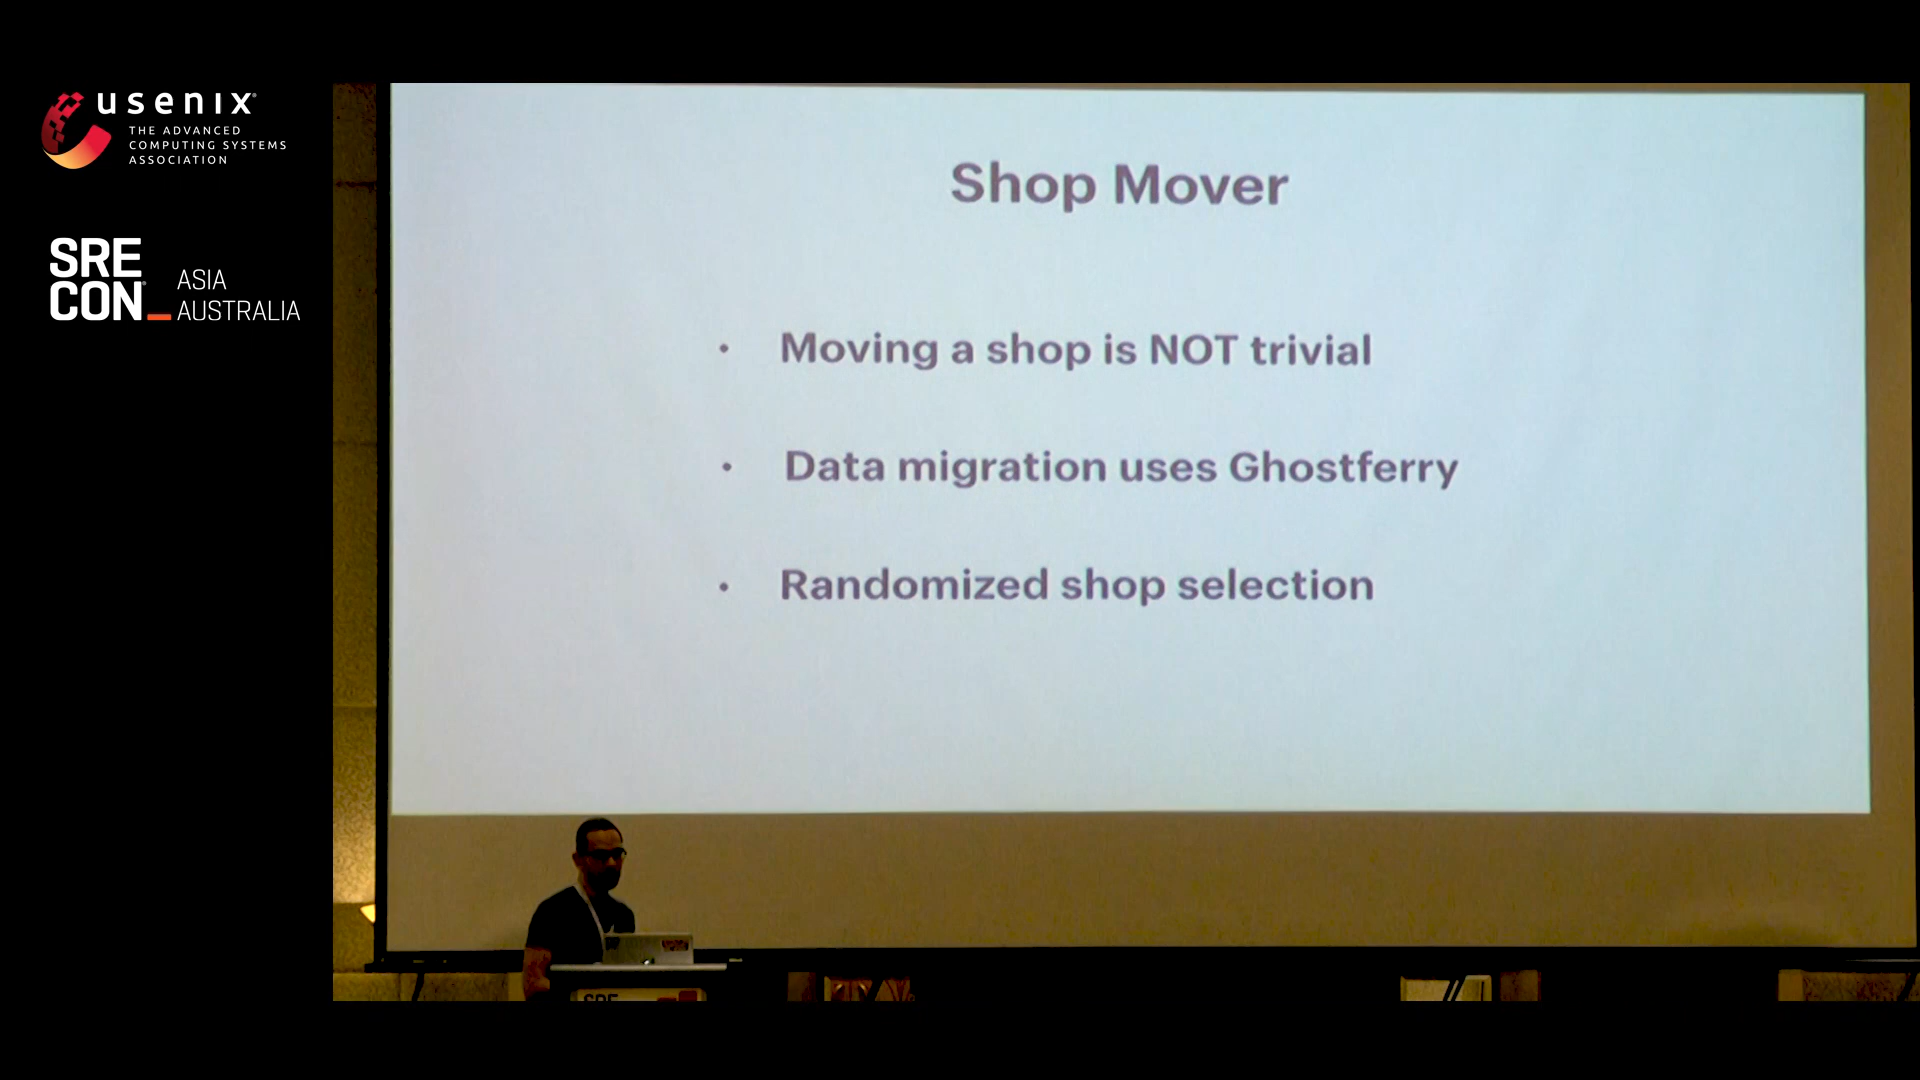 usenix
THE ADVANCED
COMPUTING SYSTEMS
ASSOCIATION
SRE
CON
ASIA
AUSTRALIA
Shop Mover
• Moving a shop is NOT trivial
• Data migration uses Ghostferry
• Randomized shop selection
SRE